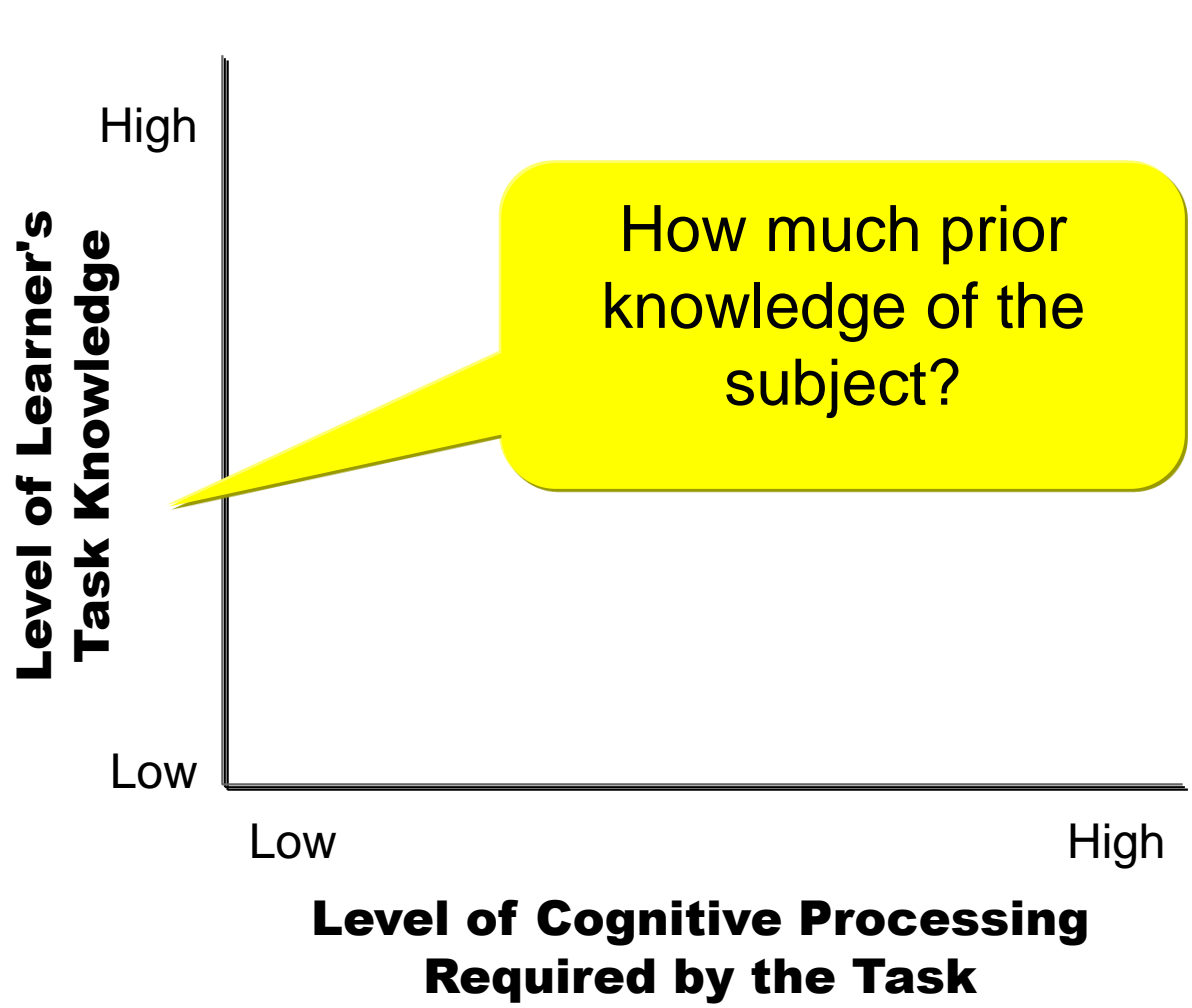 High
How much prior
knowledge of the
subject?
Level of Learner's
Task Knowledge
Low
Low
High
Level of Cognitive Processing
Required by the Task